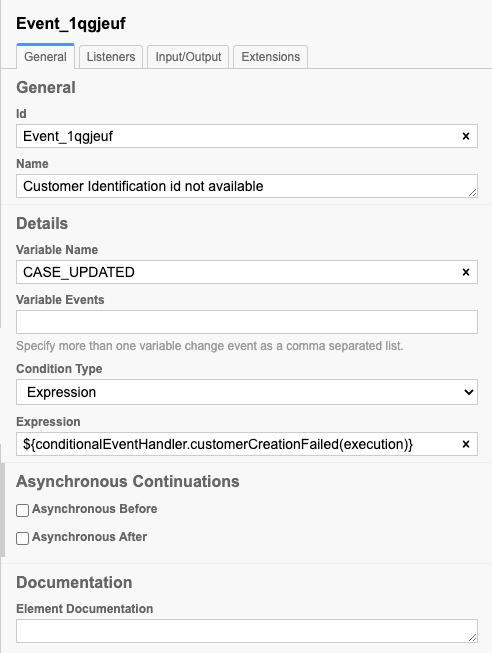 Event_1qgjeuf
General Listeners Input/Output Extensions
General
Id
Event_1qgjeuf ×
Name
Customer Identification id not available
Details
Variable Name
CASE_UPDATED ×
Variable Events
Specify more than one variable change event as a comma separated list.
Condition Type
Expression
Expression
${conditionalEventHandler.customerCreationFailed(execution)} ×
Asynchronous Continuations
Asynchronous Before
Asynchronous After
Documentation
Element Documentation